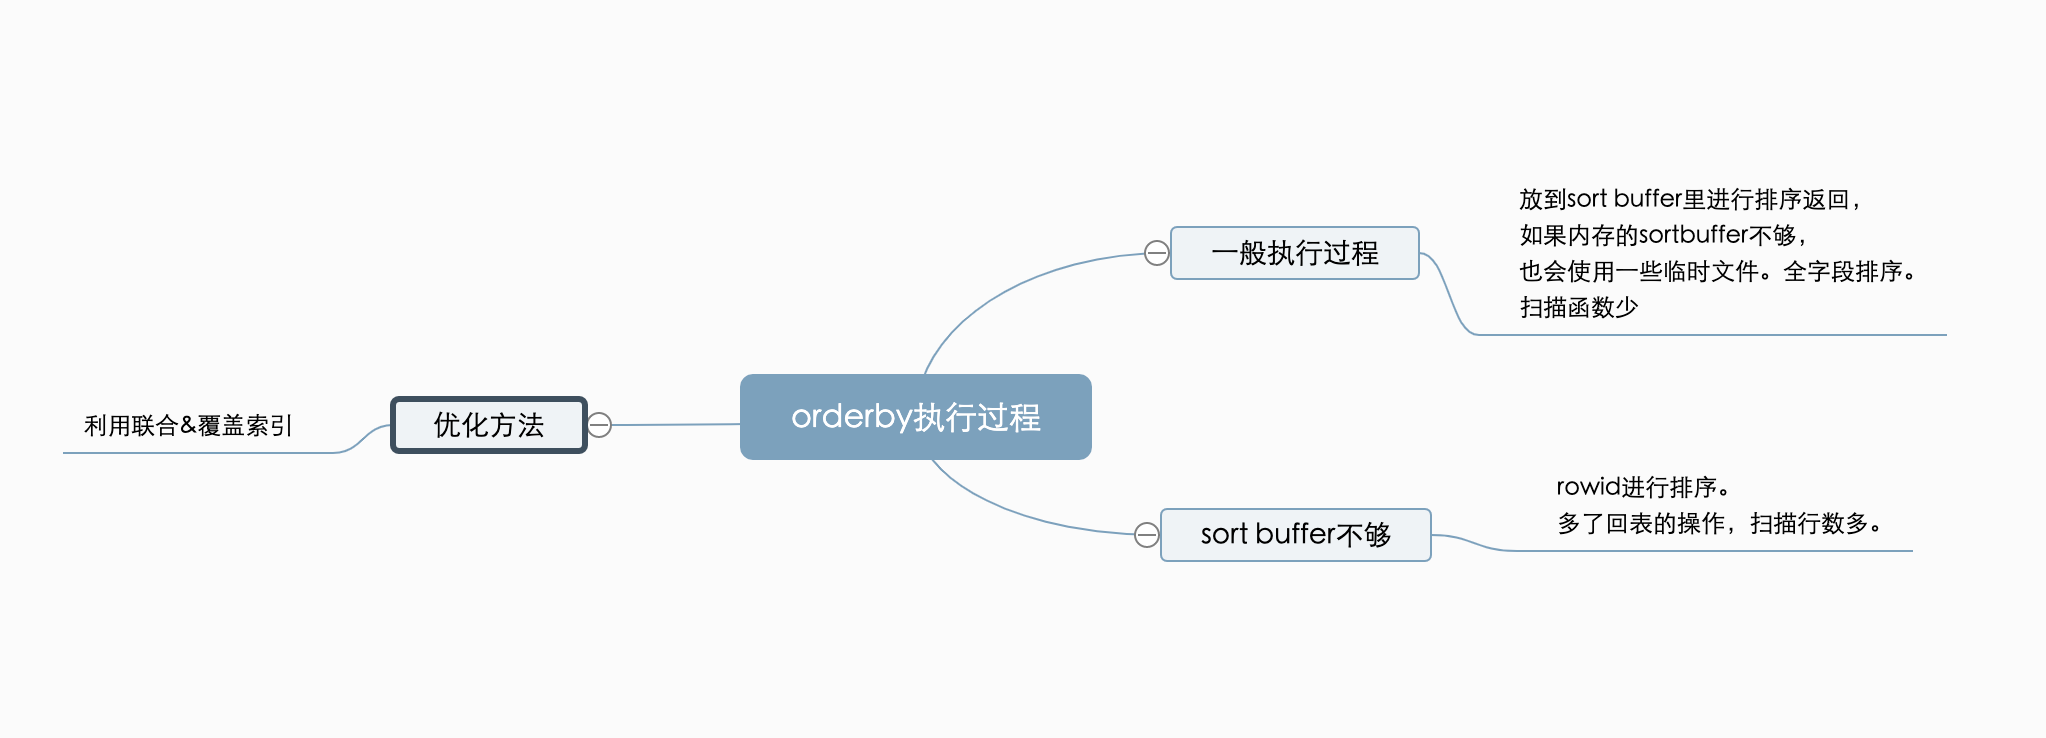 orderby执行过程
一般执行过程
放到sort buffer里进行排序返回，
如果内存的sortbuffer不够，
也会使用一些临时文件。全字段排序。
扫描函数少
sort buffer不够
rowid进行排序。
多了回表的操作，扫描行数多。
优化方法
利用联合&覆盖索引